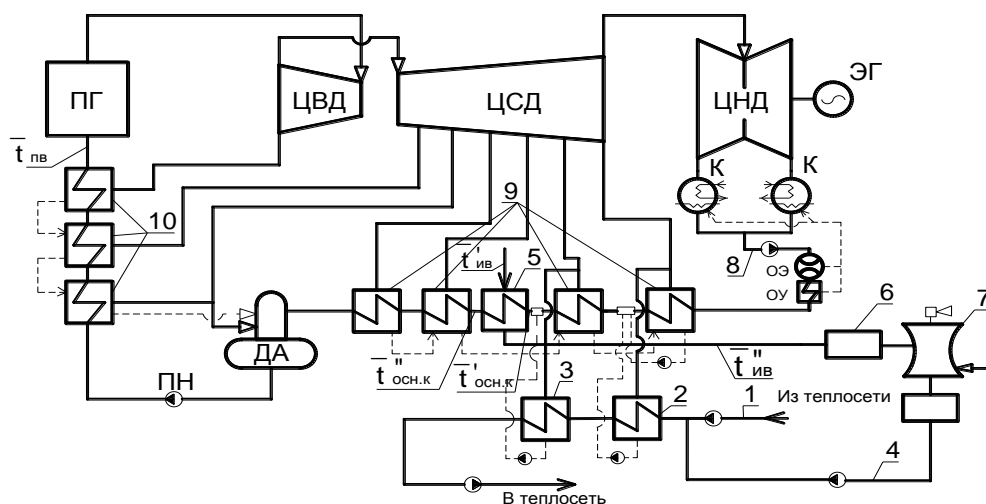 ПГ
ЦВД
ЦСД
ЦНД
ЭГ
t̅ пв
К
К
10
9
t̅' ив
5
8
ОЭ
ОУ
6
7
ДА
t̅" осн.к
t̅' осн.к
t̅" ив
ПН
3
2
1
Из теплосети
4
В теплосеть